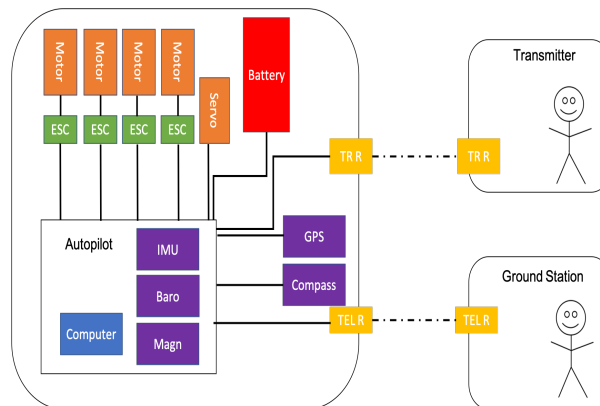 Motor
Motor
Motor
Motor
Servo
Battery
ESC
ESC
ESC
ESC
Transmitter
TR R
TR R
Autopilot
IMU
GPS
Baro
Compass
Computer
Magn
TEL R
Ground Station
TEL R